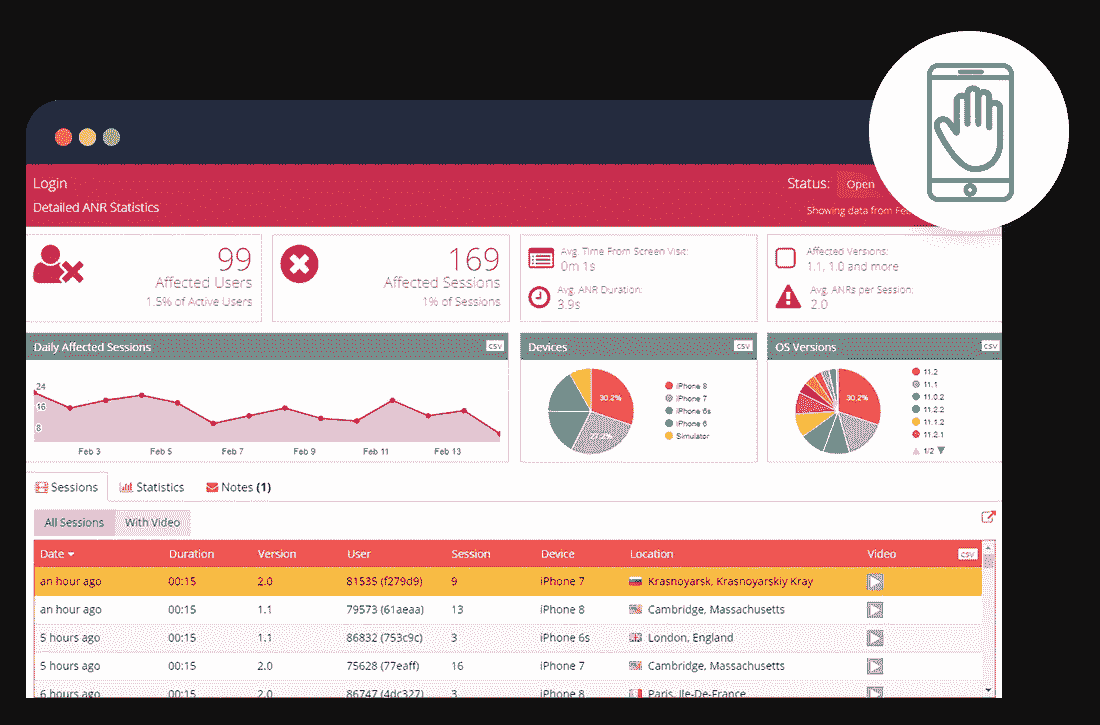 Login
Status: Open
Detailed ANR Statistics
Showing data from
99
Affected Users
1.5% of Active Users
169
Affected Sessions
1% of Sessions
Avg. Time From Screen Visit:
0m 1s
Avg. ANR Duration:
3.9s
Affected Versions:
1.1, 1.0 and more
Avg. ANRs per Session:
2.0
Daily Affected Sessions csv
24
16
8
Feb 3 Feb 5 Feb 7 Feb 9 Feb 11 Feb 13
Devices csv
30.2%
27.2%
iPhone 8
iPhone 7
iPhone 6s
iPhone 6
Simulator
OS Versions csv
30.2%
11.2
11.1
11.0.2
11.2.2
11.1.2
11.2.1
1/2
Sessions Statistics Notes (1)
All Sessions With Video
Date Duration Version User Session Device Location Video csv
an hour ago 00:15 2.0 81535 (f279d9) 9 iPhone 7 Krasnoyarsk, Krasnoyarskiy Kray
an hour ago 00:15 1.1 79573 (61aeaa) 13 iPhone 8 Cambridge, Massachusetts
5 hours ago 00:15 1.1 86832 (753c9c) 3 iPhone 6s London, England
5 hours ago 00:15 2.0 75628 (77eaff) 16 iPhone 7 Cambridge, Massachusetts
6 hours ago 00:15 2.0 86747 (4dc327) 3 iPhone 8 Paris, Ile-De-France